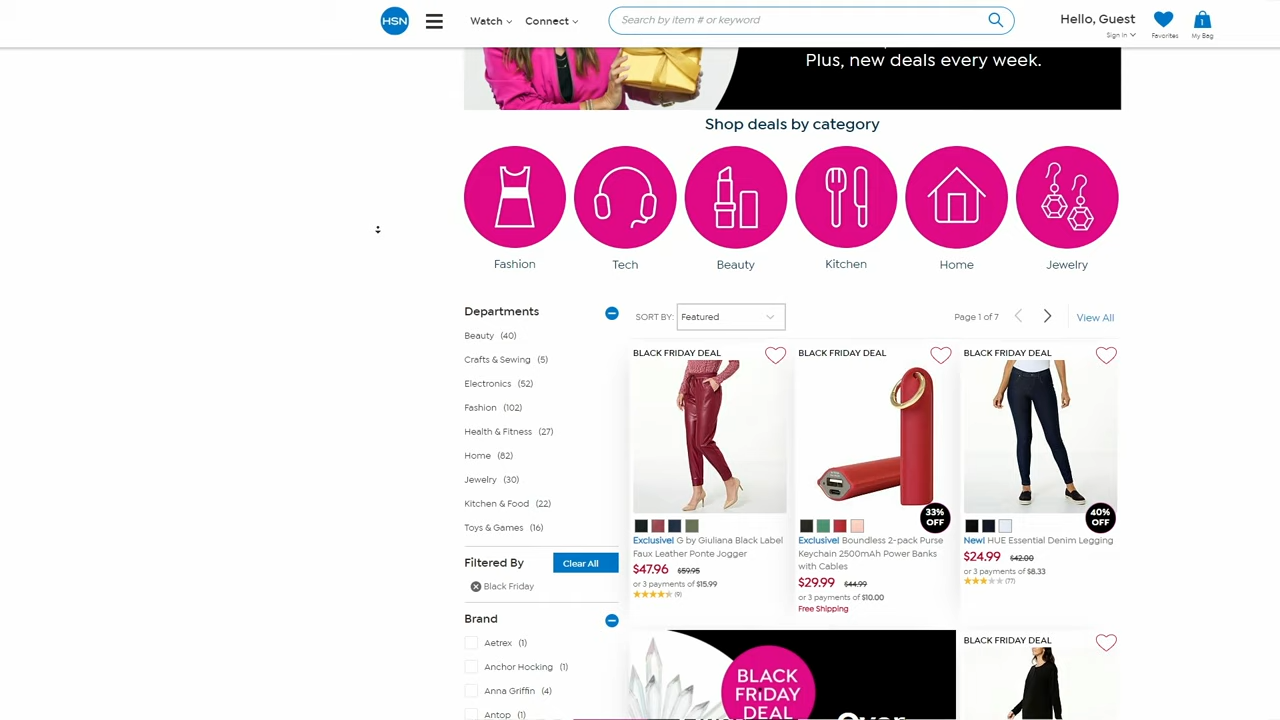 HSN
Watch
Connect
Search by item # or keyword
Hello, Guest
Sign In
Favorites
1
My Bag
Plus, new deals every week.
Shop deals by category
Fashion
Tech
Beauty
Kitchen
Home
Jewelry
Departments
Beauty (40)
Crafts & Sewing (5)
Electronics (52)
Fashion (102)
Health & Fitness (27)
Home (82)
Jewelry (30)
Kitchen & Food (22)
Toys & Games (16)
Filtered By
Clear All
Black Friday
Brand
Aetrex (1)
Anchor Hocking (1)
Anna Griffin (4)
Antop (1)
SORT BY: Featured
Page 1 of 7
View All
BLACK FRIDAY DEAL
Exclusive! G by Giuliana Black Label
Faux Leather Ponte Jogger
$47.96 $59.95
or 3 payments of $15.99
(9)
BLACK FRIDAY DEAL
33%
OFF
Exclusive! Boundless 2-pack Purse
Keychain 2500mAh Power Banks
with Cables
$29.99 $44.99
or 3 payments of $10.00
Free Shipping
BLACK FRIDAY DEAL
40%
OFF
New! HUE Essential Denim Legging
$24.99 $42.00
or 3 payments of $8.33
(77)
BLACK
FRIDAY
DEAL
Over
BLACK FRIDAY DEAL